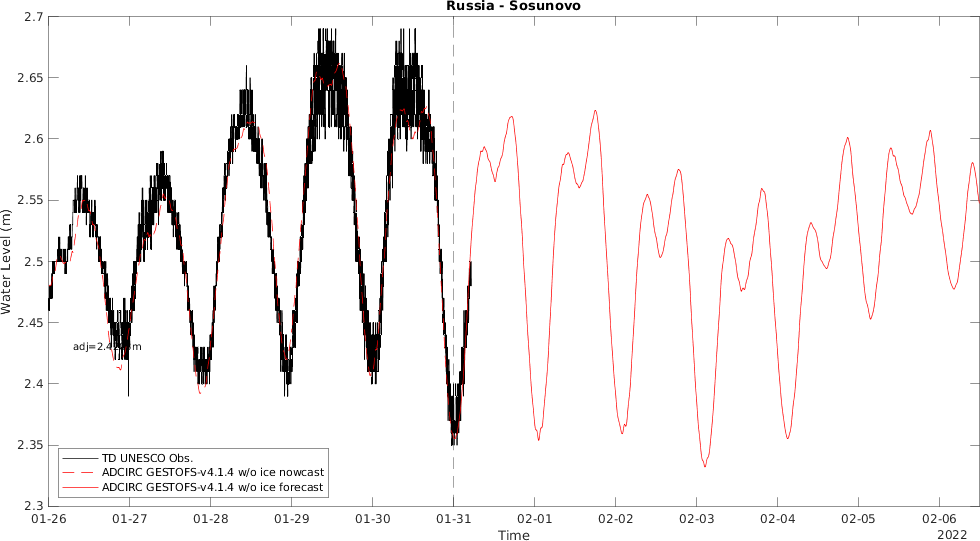 Russia - Sosunovo
2.7
2.65
2.6
2.55
2.5
2.45
2.4
2.35
2.3
Water Level (m)
TD UNESCO Obs.
ADCIRC GESTOFS-v4.1.4 w/o ice nowcast
ADCIRC GESTOFS-v4.1.4 w/o ice forecast
01-26 01-27 01-28 01-29 01-30 01-31 02-01 02-02 02-03 02-04 02-05 02-06
Time
2022